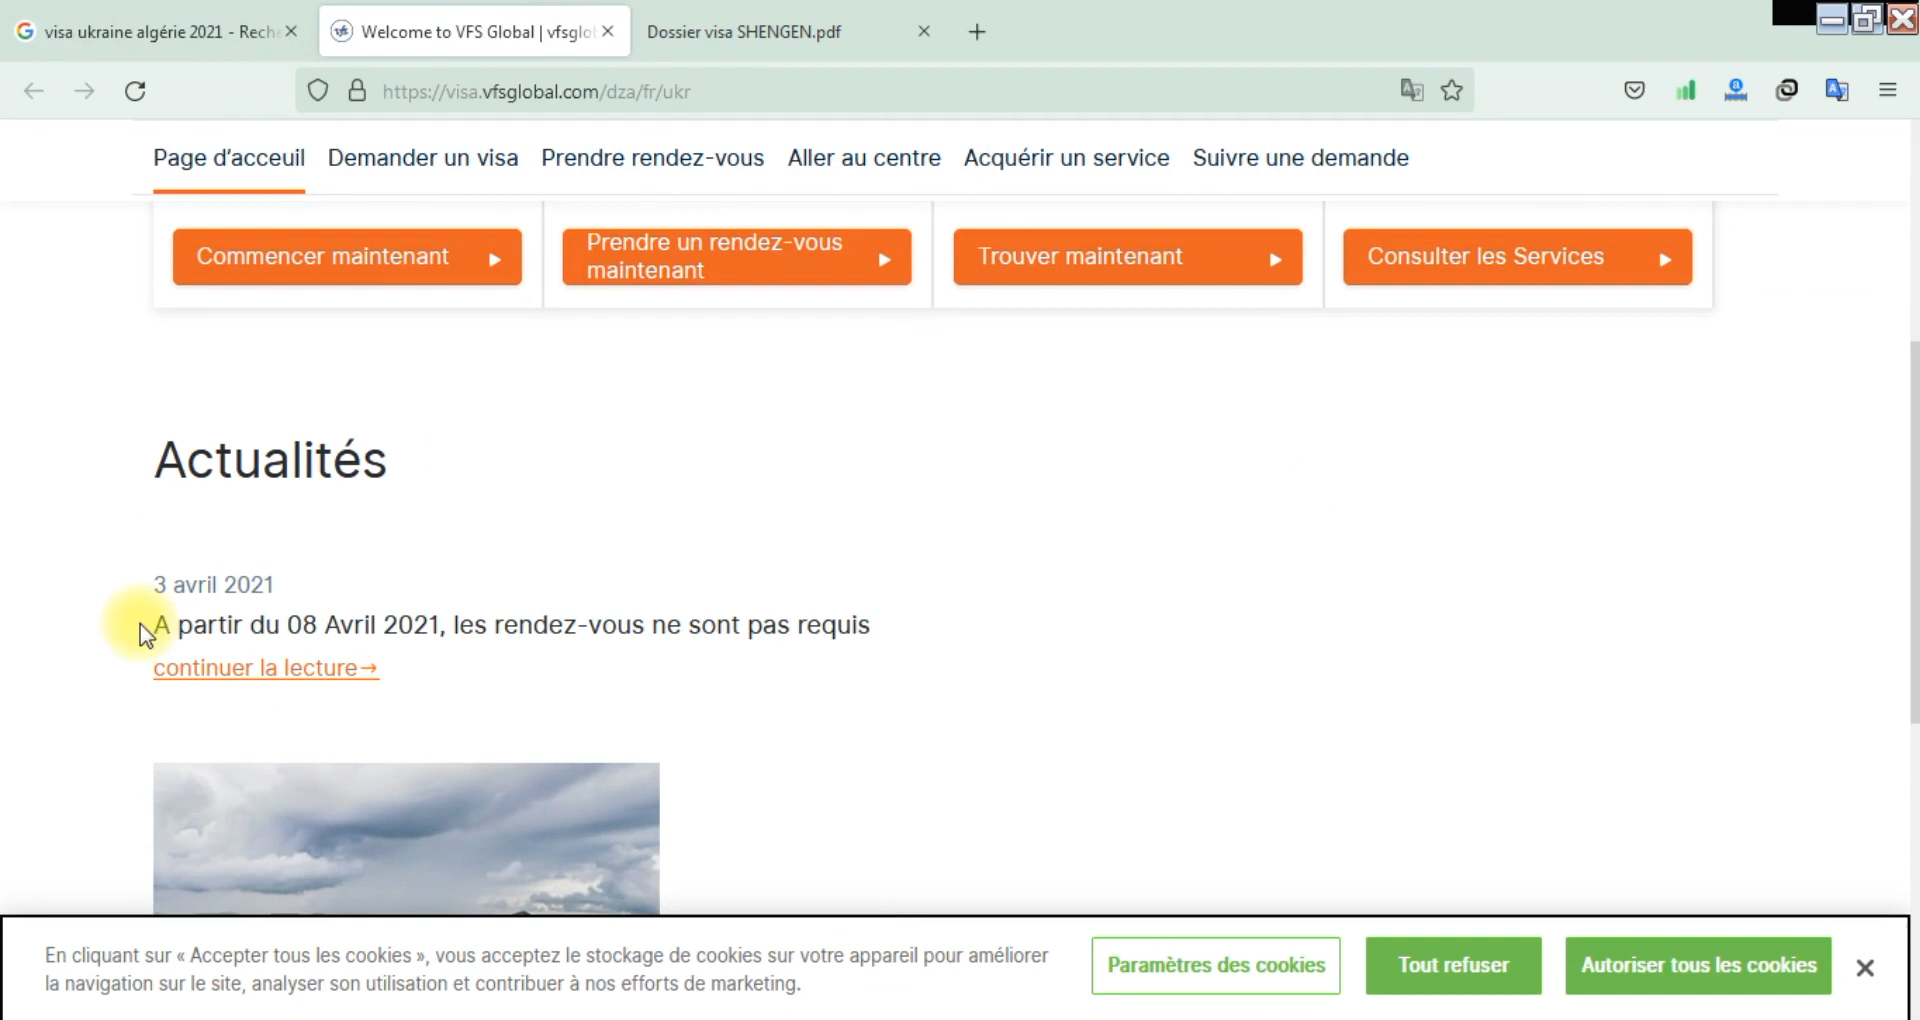 visa ukraine algérie 2021 - Rech
Welcome to VFS Global | vfsglo
Dossier visa SHENGEN.pdf
https://visa.vfsglobal.com/dza/fr/ukr
Page d'acceuil
Demander un visa
Prendre rendez-vous
Aller au centre
Acquérir un service
Suivre une demande
Commencer maintenant
Prendre un rendez-vous
maintenant
Trouver maintenant
Consulter les Services
Actualités
3 avril 2021
A partir du 08 Avril 2021, les rendez-vous ne sont pas requis
continuer la lecture→
En cliquant sur « Accepter tous les cookies », vous acceptez le stockage de cookies sur votre appareil pour améliorer
la navigation sur le site, analyser son utilisation et contribuer à nos efforts de marketing.
Paramètres des cookies
Tout refuser
Autoriser tous les cookies